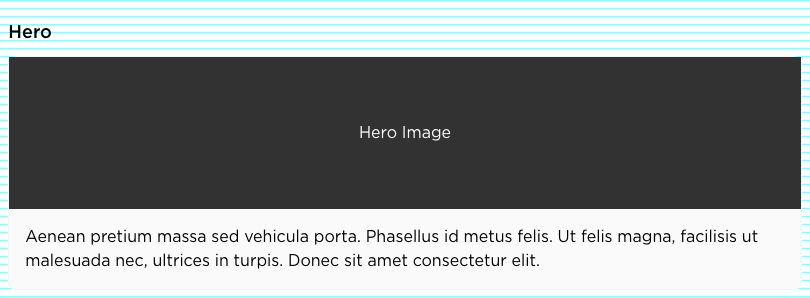 Hero
Hero Image
Aenean pretium massa sed vehicula porta. Phasellus id metus felis. Ut felis magna, facilisis ut
malesuada nec, ultrices in turpis. Donec sit amet consectetur elit.